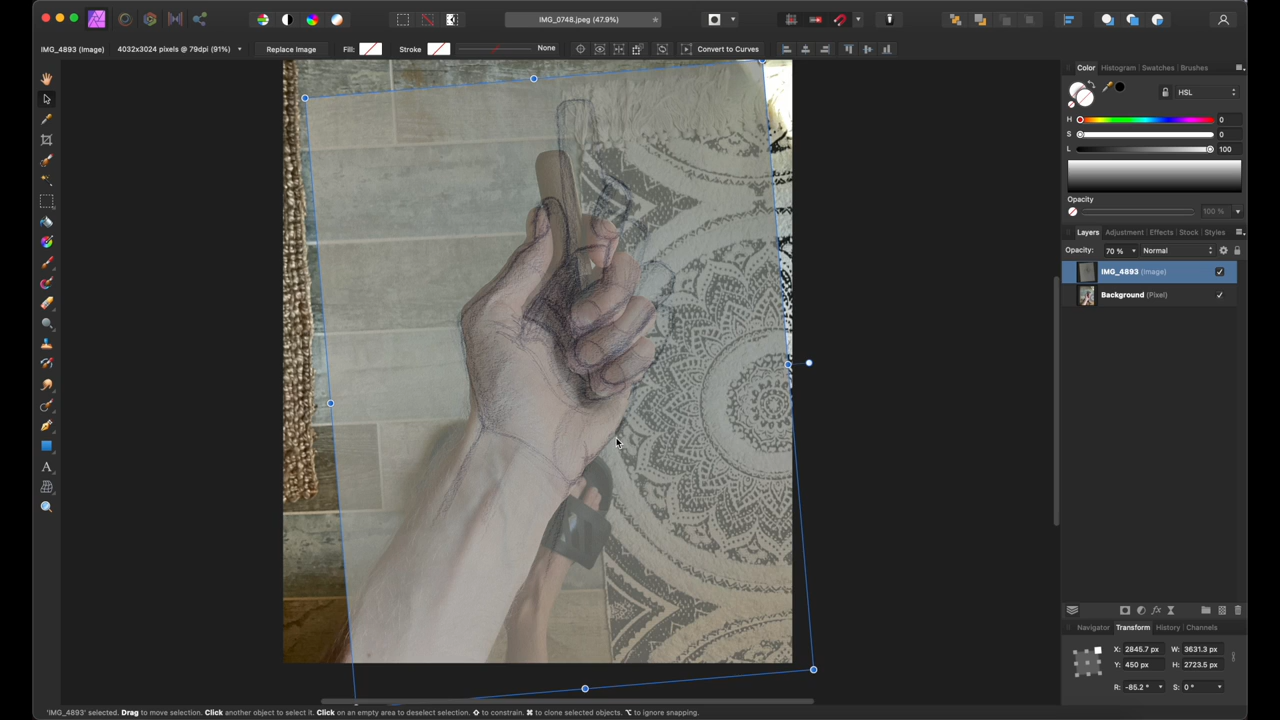 IMG_0748.jpeg (47.9%)
IMG_4893 (Image) 4032x3024 pixels @ 79dpi (91%) Replace Image Fill: Stroke None Convert to Curves
Color Histogram Swatches Brushes
HSL
H 0
S 0
L 100
Opacity
100 %
Layers Adjustment Effects Stock Styles
Opacity: 70 % Normal
IMG_4893 (Image)
Background (Pixel)
Navigator Transform History Channels
X: 2845.7 px W: 3631.3 px
Y: 450 px H: 2723.5 px
R: -85.2 ° S: 0 °
'IMG_4893' selected. Drag to move selection. Click another object to select it. Click on an empty area to deselect selection. ⇧ to constrain. ⌘ to clone selected objects. ⌥ to ignore snapping.